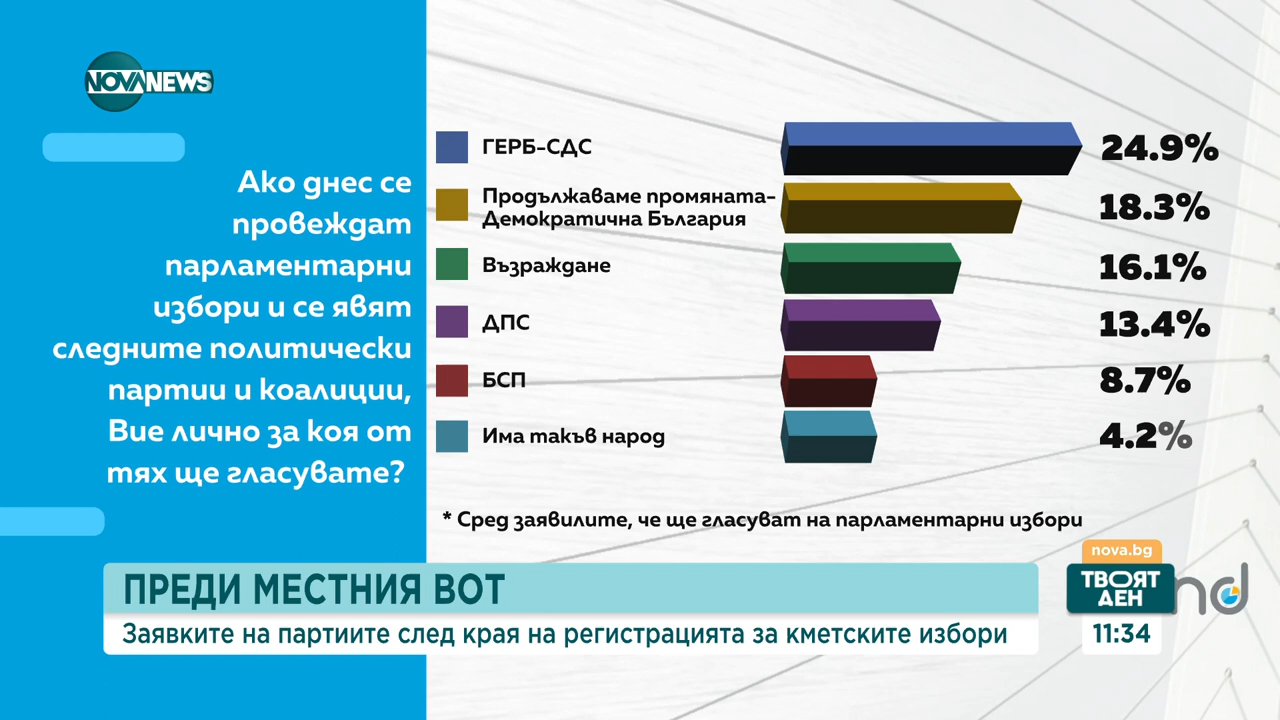 NOVA NEWS
Ако днес се
провеждат
парламентарни
избори и се явят
следните политически
партии и коалиции,
Вие лично за коя от
тях ще гласувате?
ГЕРБ-СДС 24.9%
Продължаваме промяната-
Демократична България 18.3%
Възраждане 16.1%
ДПС 13.4%
БСП 8.7%
Има такъв народ 4.2%
* Сред заявилите, че ще гласуват на парламентарни избори
ПРЕДИ МЕСТНИЯ ВОТ
Заявките на партиите след края на регистрацията за кметските избори
nova.bg
ТВОЯТ
ДЕН
11:34
nd